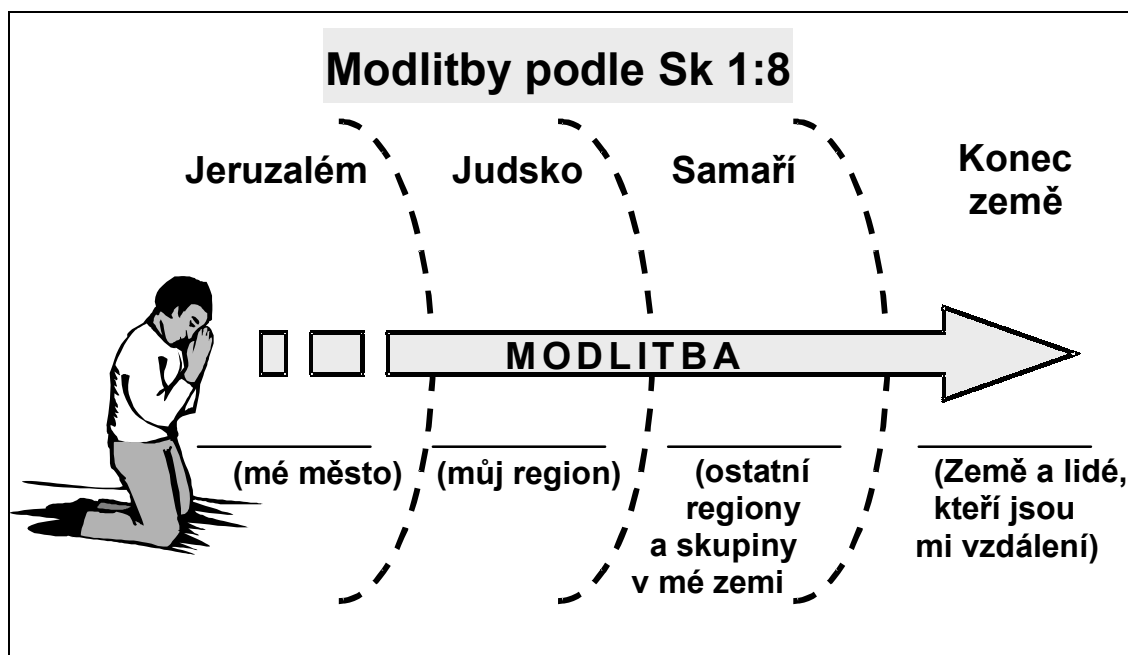 Modlitby podle Sk 1:8
Jeruzalém
Judsko
Samaří
Konec
země
MODLITBA
(mé město)
(můj region)
(ostatní
regiony
a skupiny
v mé zemi
(Země a lidé,
kteří jsou
mi vzdálení)